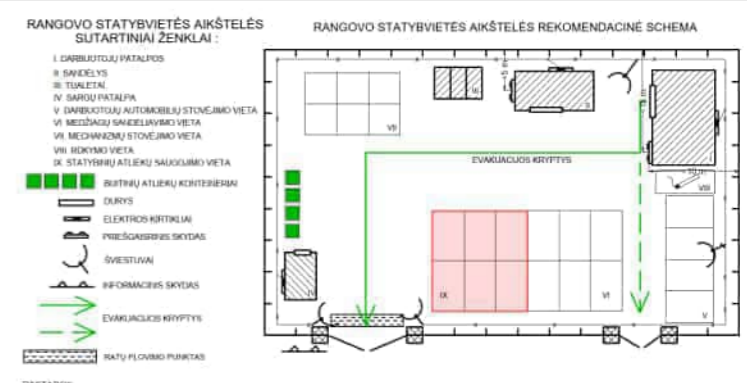 RANGOVO STATYBVIETĖS AIKŠTELĖS
SUTARTINIAI ŽENKLAI :
I. DARBUOTOJŲ PATALPOS
II SANDĖLYS
III. TUALETAI.
IV. SARGŲ PATALPA.
V DARBUOTOJŲ AUTOMOBILIŲ STOVĖJIMO VIETA
VI MEDŽIAGŲ SANDĖLIAVIMO VIETA
VII. MECHANIZMŲ STOVĖJIMO VIETA
VIII. RŪKYMO VIETA
IX STATYBINIŲ ATLIEKŲ SAUGOJIMO VIETA
BUITINIŲ ATLIEKŲ KONTEINERIAI
DURYS
ELEKTROS KIRTIKLIAI
PRIEŠGAISRINIS SKYDAS
ŠVIESTUVAI
INFORMACINIS SKYDAS
EVAKUACIJOS KRYPTYS
RATŲ PLOVIMO PUNKTAS
RANGOVO STATYBVIETĖS AIKŠTELĖS REKOMENDACINĖ SCHEMA
VII
III
II
I
EVAKUACIJOS KRYPTYS
VIII
IX
VI
IV
V